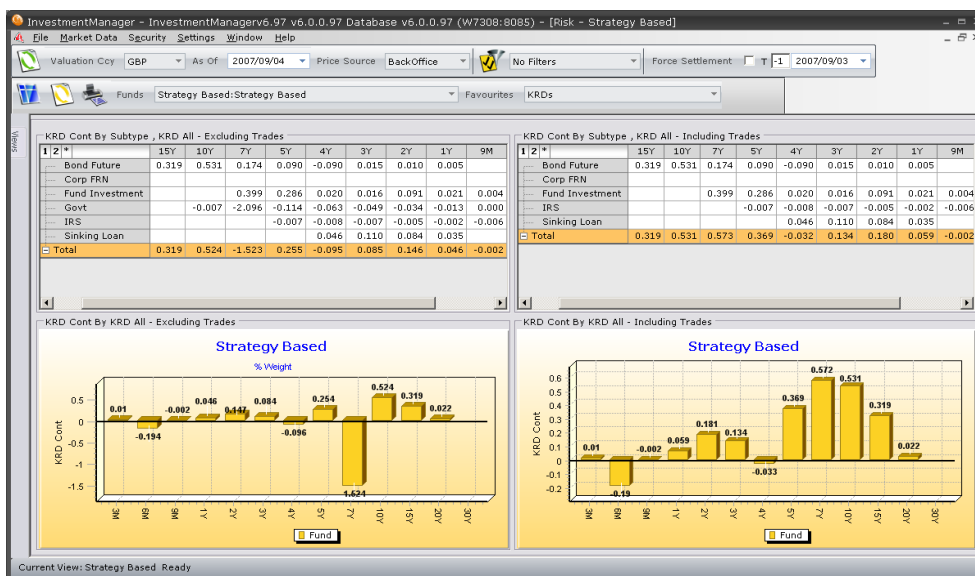 InvestmentManager - InvestmentManagerv6.97 v6.0.0.97 Database v6.0.0.97 (W7308:8085) - [Risk - Strategy Based]
File Market Data Security Settings Window Help
Valuation Ccy GBP As Of 2007/09/04 Price Source BackOffice No Filters Force Settlement T -1 2007/09/03
Funds Strategy Based:Strategy Based Favourites KRDs
Views
KRD Cont By Subtype , KRD All - Excluding Trades
1 2 * 15Y 10Y 7Y 5Y 4Y 3Y 2Y 1Y 9M
Bond Future 0.319 0.531 0.174 0.090 -0.090 0.015 0.010 0.005
Corp FRN
Fund Investment 0.399 0.286 0.020 0.016 0.091 0.021 0.004
Govt -0.007 -2.096 -0.114 -0.063 -0.049 -0.034 -0.013 0.000
IRS -0.007 -0.008 -0.007 -0.005 -0.002 -0.006
Sinking Loan 0.046 0.110 0.084 0.035
Total 0.319 0.524 -1.523 0.255 -0.095 0.085 0.146 0.046 -0.002
KRD Cont By Subtype , KRD All - Including Trades
1 2 * 15Y 10Y 7Y 5Y 4Y 3Y 2Y 1Y 9M
Bond Future 0.319 0.531 0.174 0.090 -0.090 0.015 0.010 0.005
Corp FRN
Fund Investment 0.399 0.286 0.020 0.016 0.091 0.021 0.004
IRS -0.007 -0.008 -0.007 -0.005 -0.002 -0.006
Sinking Loan 0.046 0.110 0.084 0.035
Total 0.319 0.531 0.573 0.369 -0.032 0.134 0.180 0.059 -0.002
KRD Cont By KRD All - Excluding Trades
Strategy Based
% Weight
KRD Cont
0.5
0
-0.5
-1
-1.5
0.01 -0.194 -0.002 0.046 0.147 0.084 -0.096 0.254 1.524 0.524 0.319 0.022
3M 6M 9M 1Y 2Y 3Y 4Y 5Y 7Y 10Y 15Y 20Y 30Y
Fund
KRD Cont By KRD All - Including Trades
Strategy Based
KRD Cont
0.6
0.5
0.4
0.3
0.2
0.1
0
-0.1
-0.2
0.01 -0.19 -0.002 0.059 0.181 0.134 -0.033 0.369 0.572 0.531 0.319 0.022
3M 6M 9M 1Y 2Y 3Y 4Y 5Y 7Y 10Y 15Y 20Y 30Y
Fund
Current View: Strategy Based Ready